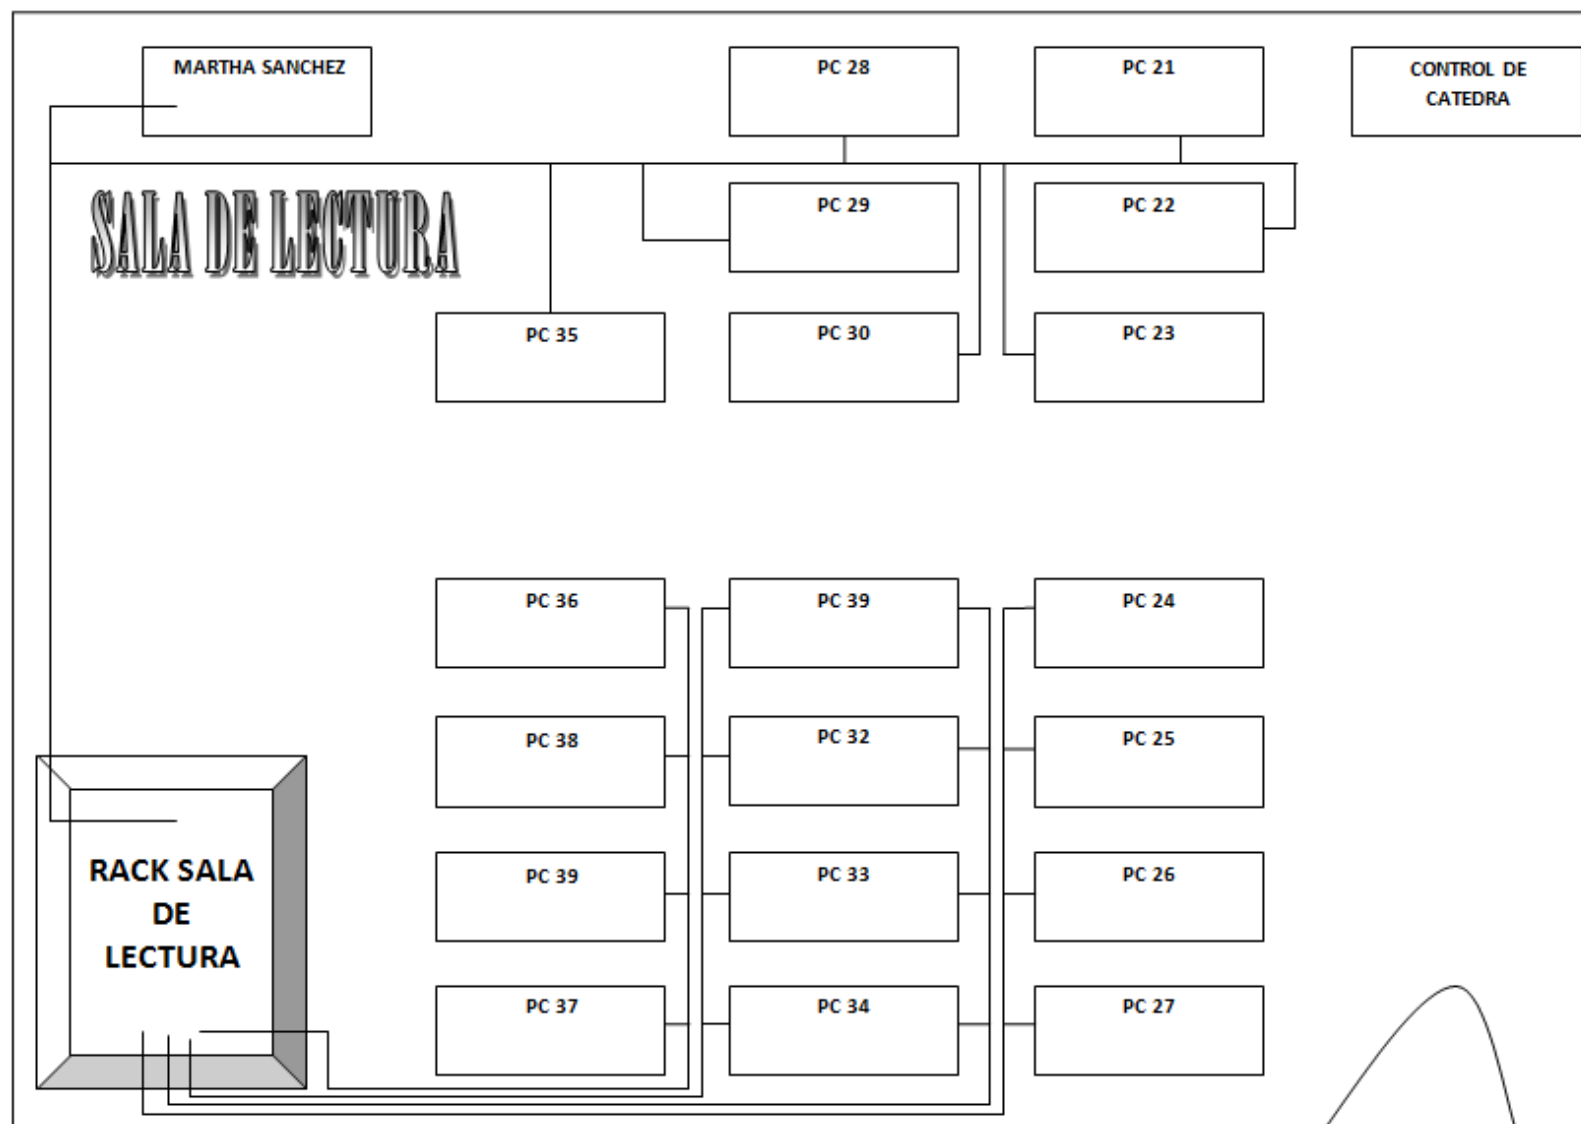 MARTHA SANCHEZ
PC 28
PC 21
CONTROL DE
CATEDRA
SALA DE LECTURA
PC 29
PC 22
PC 35
PC 30
PC 23
PC 36
PC 39
PC 24
PC 38
PC 32
PC 25
RACK SALA
DE
LECTURA
PC 39
PC 33
PC 26
PC 37
PC 34
PC 27